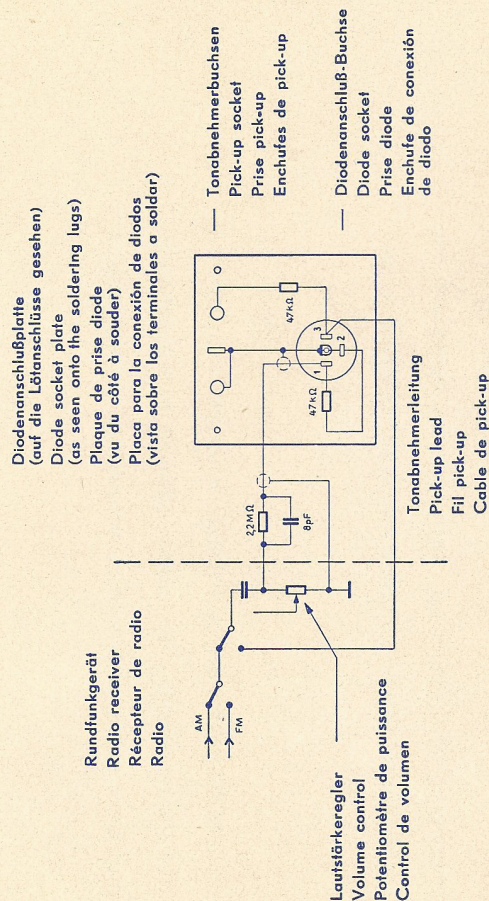 Diodenanschlußplatte
(auf die Lötanschlüsse gesehen)
Diode socket plate
(as seen onto the soldering lugs)
Plaque de prise diode
(vu du côté à souder)
Placa para la conexión de diodos
(vista sobre los terminales a soldar)
Rundfunkgerät
Radio receiver
Récepteur de radio
Radio
Tonabnehmerbuchsen
Pick-up socket
Prise pick-up
Enchufes de pick-up
Diodenanschluß-Buchse
Diode socket
Prise diode
Enchufe de conexión
de diodo
AM
FM
2,2MΩ
8pF
47kΩ
47kΩ
1
2
3
Lautstärkeregler
Volume control
Potentiomètre de puissance
Control de volumen
Tonabnehmerleitung
Pick-up lead
Fil pick-up
Cable de pick-up